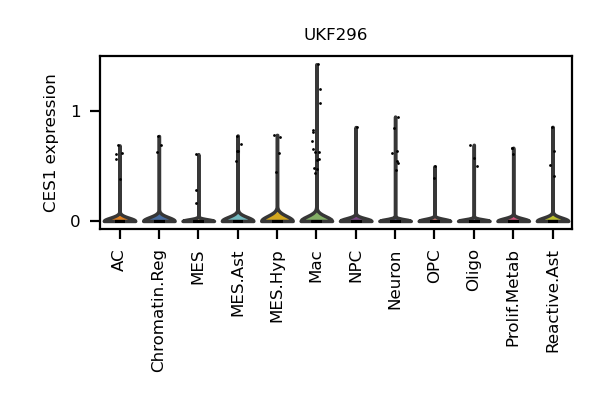 UKF296
CES1 expression
1
0
AC
Chromatin.Reg
MES
MES.Ast
MES.Hyp
Mac
NPC
Neuron
OPC
Oligo
Prolif.Metab
Reactive.Ast